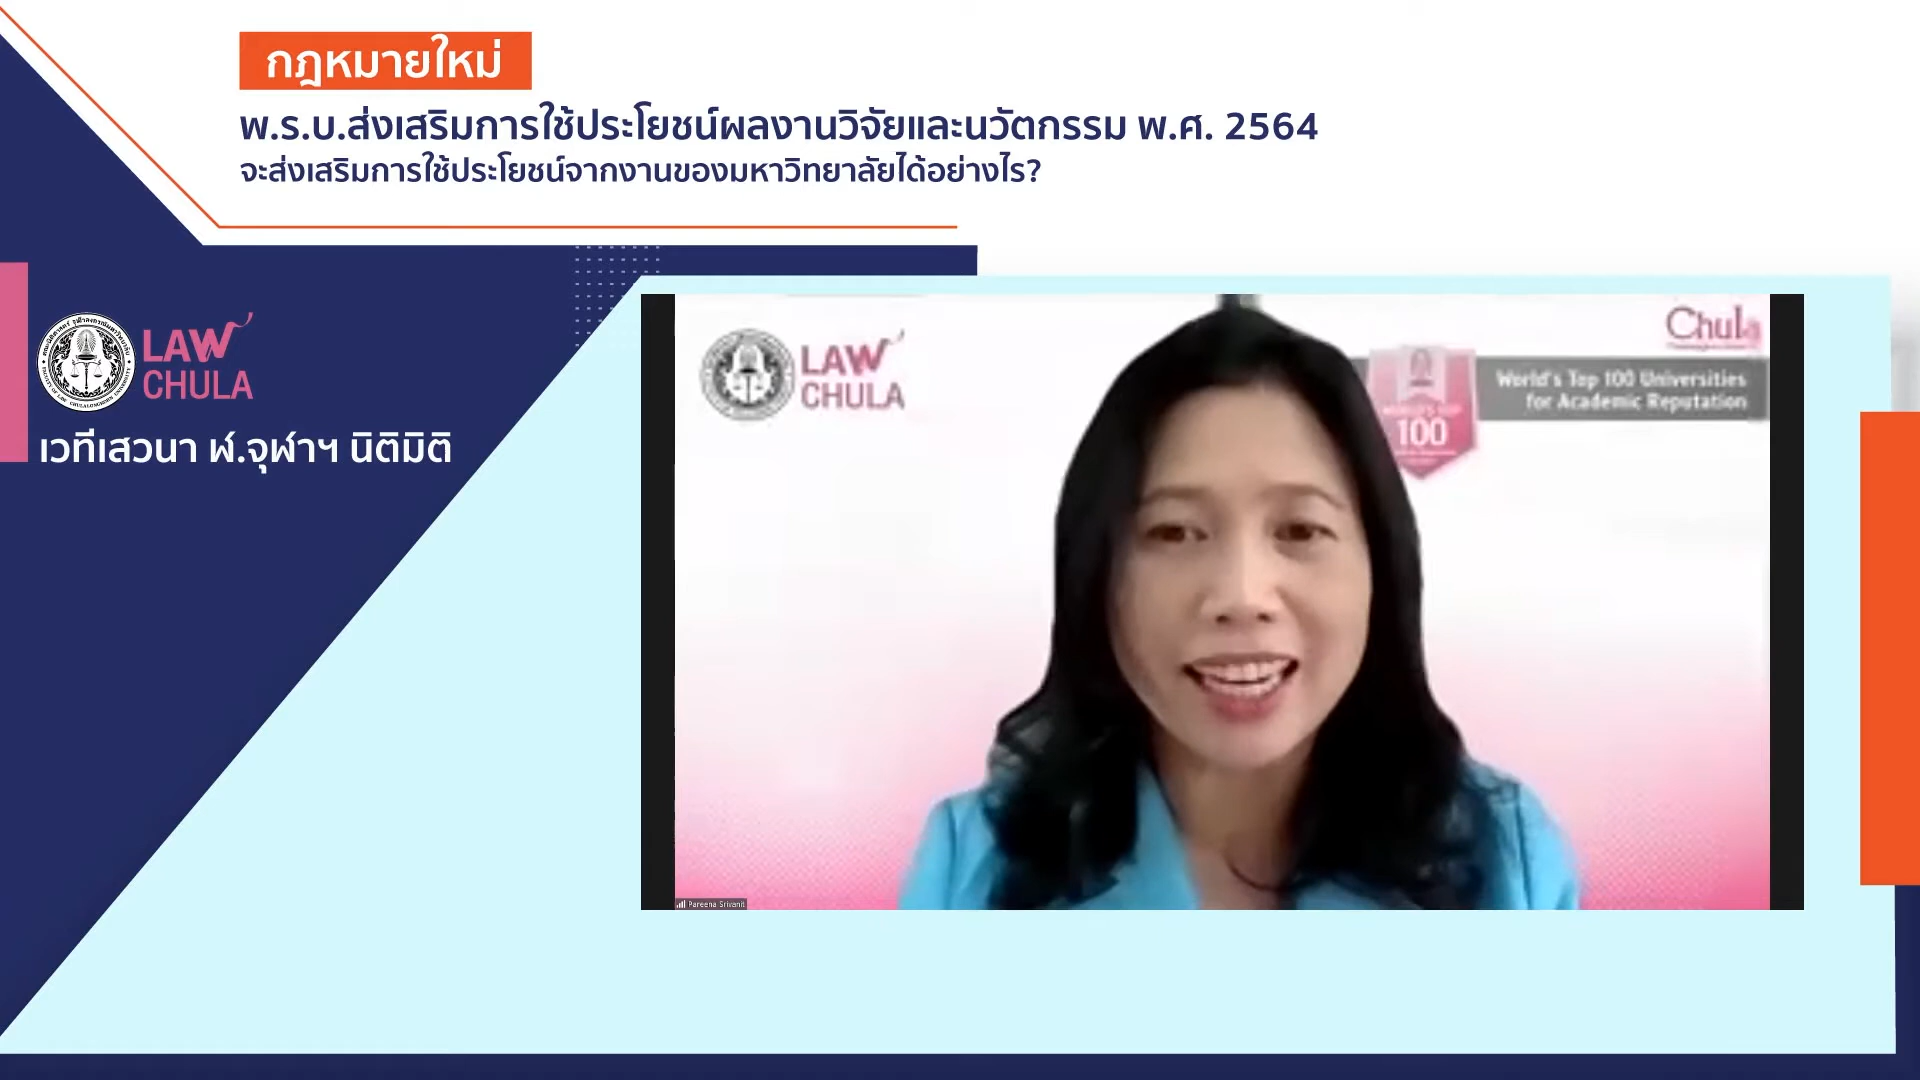 กฎหมายใหม่
พ.ร.บ.ส่งเสริมการใช้ประโยชน์ผลงานวิจัยและนวัตกรรม พ.ศ. 2564
จะส่งเสริมการใช้ประโยชน์จากงานของมหาวิทยาลัยได้อย่างไร?
LAW
CHULA
เวทีเสวนา ฬ.จุฬาฯ นิติมิติ
LAW
CHULA
Chula
World's Top 100 Universities
for Academic Reputation
100
Pareena Srivanit